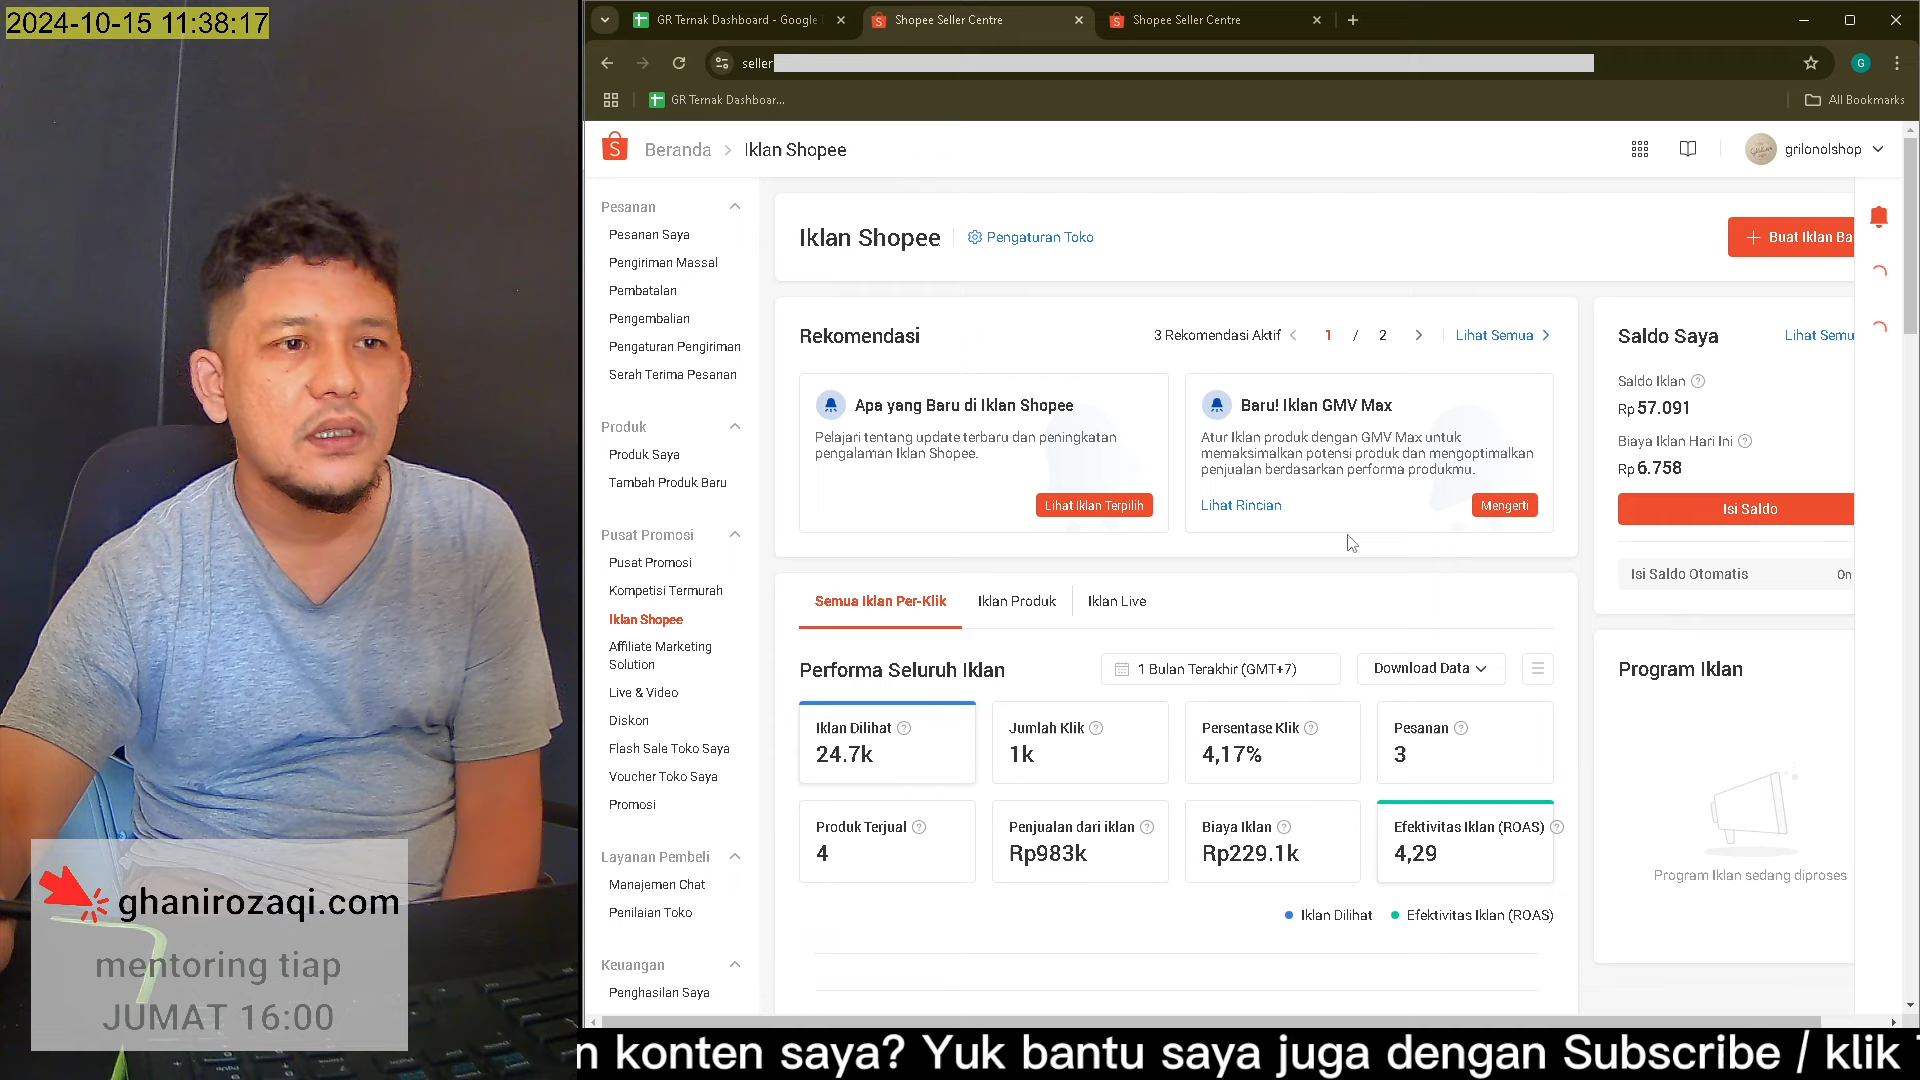 2024-10-15 11:38:17
GR Ternak Dashboard - Google
Shopee Seller Centre
Shopee Seller Centre
seller
G
GR Ternak Dashboar...
All Bookmarks
Beranda > Iklan Shopee
grilonolshop
Pesanan
Pesanan Saya
Pengiriman Massal
Pembatalan
Pengembalian
Pengaturan Pengiriman
Serah Terima Pesanan
Produk
Produk Saya
Tambah Produk Baru
Pusat Promosi
Pusat Promosi
Kompetisi Termurah
Iklan Shopee
Affiliate Marketing
Solution
Live & Video
Diskon
Flash Sale Toko Saya
Voucher Toko Saya
Promosi
Layanan Pembeli
Manajemen Chat
Penilaian Toko
Keuangan
Penghasilan Saya
Iklan Shopee
Pengaturan Toko
+ Buat Iklan Ba
Rekomendasi
3 Rekomendasi Aktif < 1 / 2 >
Lihat Semua >
Apa yang Baru di Iklan Shopee
Pelajari tentang update terbaru dan peningkatan
pengalaman Iklan Shopee.
Lihat Iklan Terpilih
Baru! Iklan GMV Max
Atur Iklan produk dengan GMV Max untuk
memaksimalkan potensi produk dan mengoptimalkan
penjualan berdasarkan performa produkmu.
Lihat Rincian
Mengerti
Saldo Saya
Lihat Semu
Saldo Iklan
Rp 57.091
Biaya Iklan Hari Ini
Rp 6.758
Isi Saldo
Isi Saldo Otomatis
On
Semua Iklan Per-Klik
Iklan Produk
Iklan Live
Performa Seluruh Iklan
1 Bulan Terakhir (GMT+7)
Download Data
Iklan Dilihat
24.7k
Jumlah Klik
1k
Persentase Klik
4,17%
Pesanan
3
Produk Terjual
4
Penjualan dari iklan
Rp983k
Biaya Iklan
Rp229.1k
Efektivitas Iklan (ROAS)
4,29
Iklan Dilihat
Efektivitas Iklan (ROAS)
Program Iklan
Program Iklan sedang diproses
ghanirozaqi.com
mentoring tiap
JUMAT 16:00
n konten saya? Yuk bantu saya juga dengan Subscribe / klik